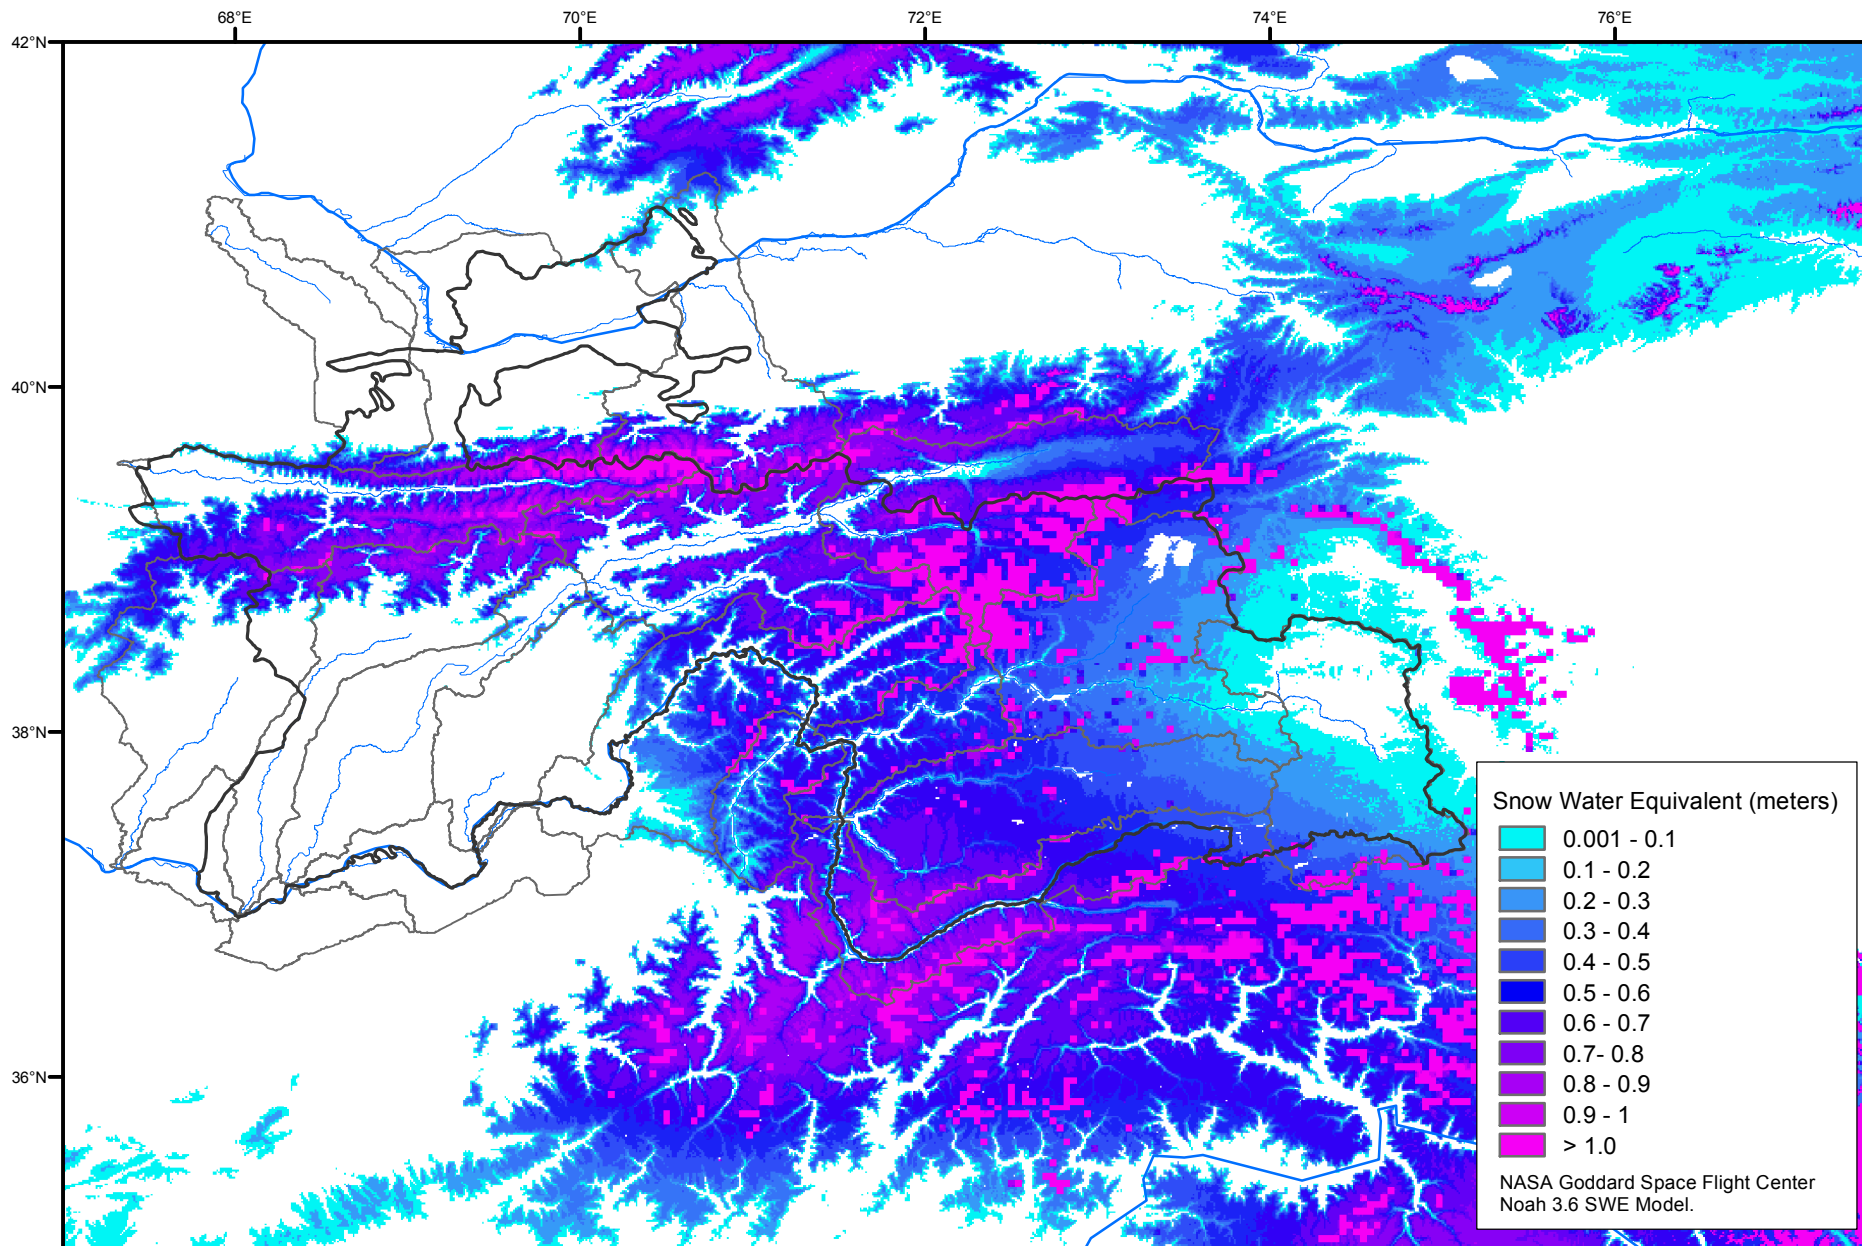 68°E
70°E
72°E
74°E
76°E
42°N
40°N
38°N
36°N
Snow Water Equivalent (meters)
0.001 - 0.1
0.1 - 0.2
0.2 - 0.3
0.3 - 0.4
0.4 - 0.5
0.5 - 0.6
0.6 - 0.7
0.7- 0.8
0.8 - 0.9
0.9 - 1
> 1.0
NASA Goddard Space Flight Center
Noah 3.6 SWE Model.